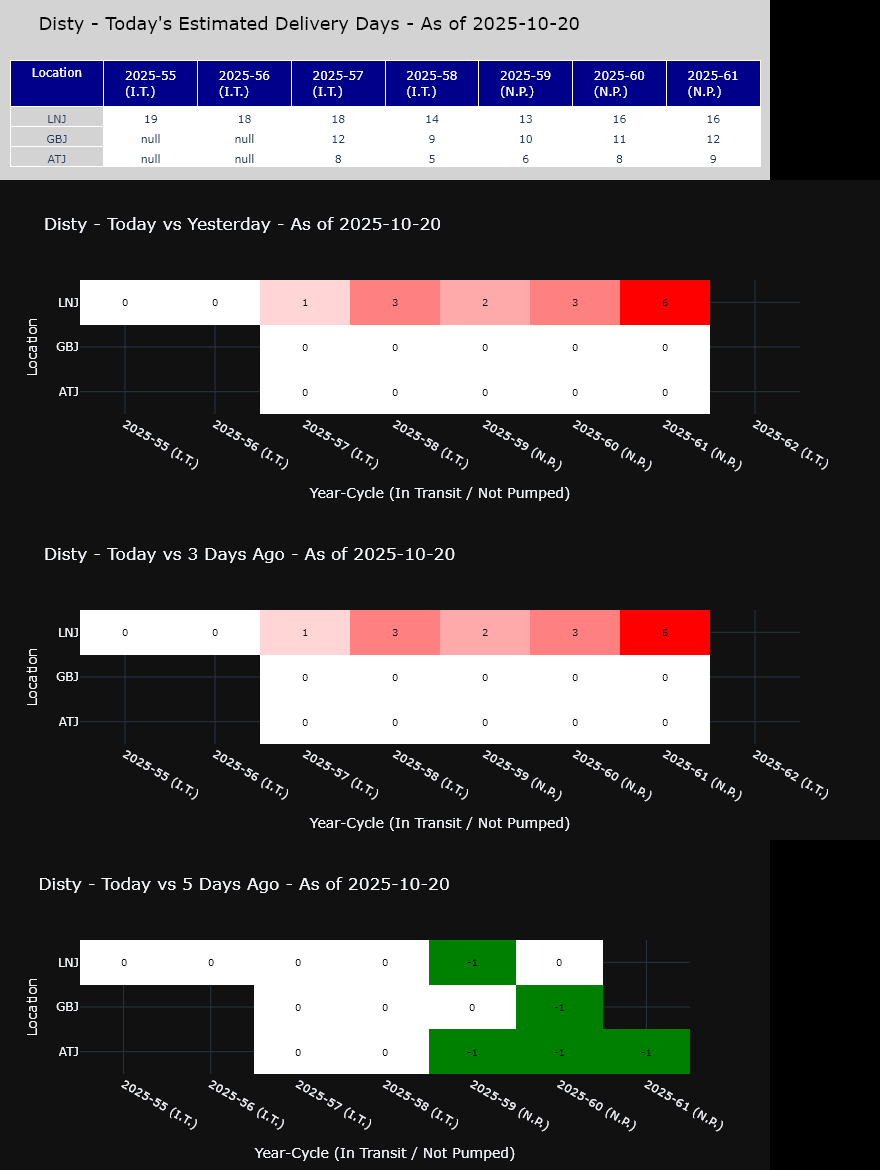 Disty - Today's Estimated Delivery Days - As of 2025-10-20
Location 2025-55 (I.T.) 2025-56 (I.T.) 2025-57 (I.T.) 2025-58 (I.T.) 2025-59 (N.P.) 2025-60 (N.P.) 2025-61 (N.P.)
LNJ 19 18 18 14 13 16 16
GBJ null null 12 9 10 11 12
ATJ null null 8 5 6 8 9
Disty - Today vs Yesterday - As of 2025-10-20
Location
LNJ 0 0 1 3 2 3 6
GBJ 0 0 0 0 0
ATJ 0 0 0 0 0
2025-55 (I.T.) 2025-56 (I.T.) 2025-57 (I.T.) 2025-58 (I.T.) 2025-59 (N.P.) 2025-60 (N.P.) 2025-61 (N.P.) 2025-62 (I.T.)
Year-Cycle (In Transit / Not Pumped)
Disty - Today vs 3 Days Ago - As of 2025-10-20
Location
LNJ 0 0 1 3 2 3 6
GBJ 0 0 0 0 0
ATJ 0 0 0 0 0
2025-55 (I.T.) 2025-56 (I.T.) 2025-57 (I.T.) 2025-58 (I.T.) 2025-59 (N.P.) 2025-60 (N.P.) 2025-61 (N.P.) 2025-62 (I.T.)
Year-Cycle (In Transit / Not Pumped)
Disty - Today vs 5 Days Ago - As of 2025-10-20
Location
LNJ 0 0 0 0 -1 0
GBJ 0 0 0 -1
ATJ 0 0 -1 -1 -1
2025-55 (I.T.) 2025-56 (I.T.) 2025-57 (I.T.) 2025-58 (I.T.) 2025-59 (N.P.) 2025-60 (N.P.) 2025-61 (N.P.)
Year-Cycle (In Transit / Not Pumped)